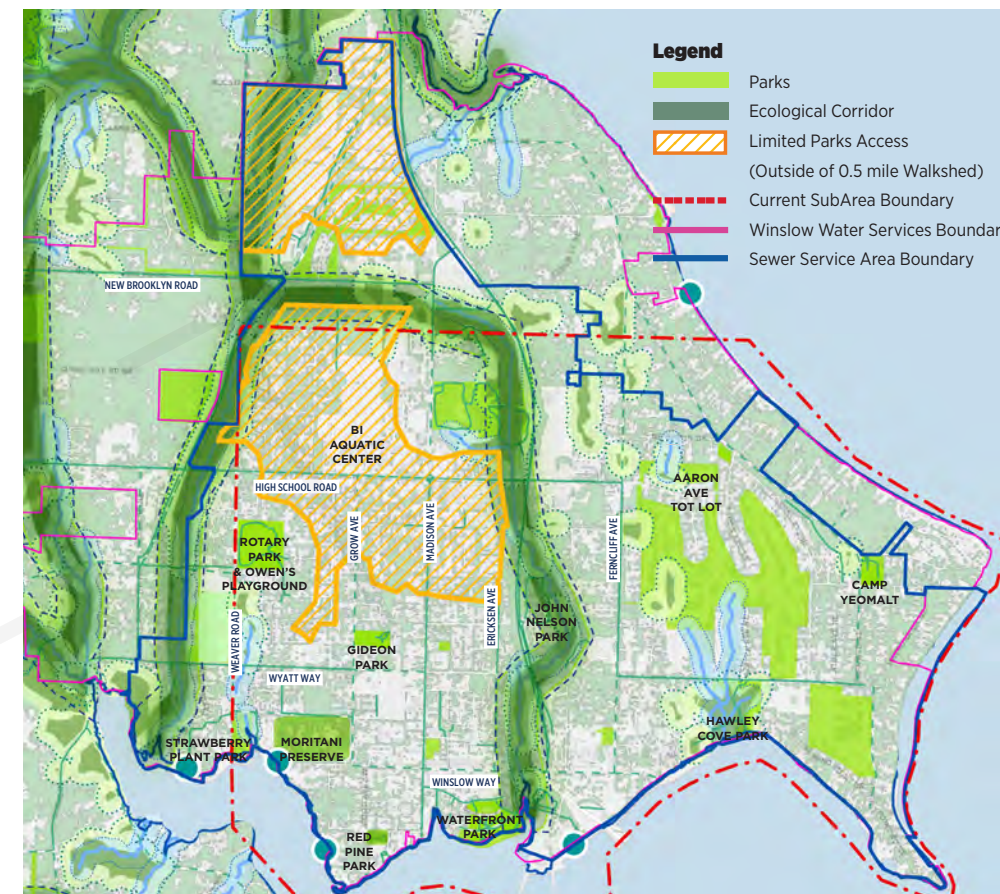 Legend
Parks
Ecological Corridor
Limited Parks Access
(Outside of 0.5 mile Walkshed)
Current SubArea Boundary
Winslow Water Services Boundar
Sewer Service Area Boundary
NEW BROOKLYN ROAD
BI
AQUATIC
CENTER
HIGH SCHOOL ROAD
AARON
AVE
TOT LOT
GROW AVE
MADISON AVE
FERNCLIFF AVE
ROTARY
PARK
& OWEN'S
PLAYGROUND
CAMP
YEOMALT
ERICKSEN AVE
JOHN
NELSON
PARK
WEAVER ROAD
GIDEON
PARK
WYATT WAY
HAWLEY
COVE PARK
STRAWBERRY
PLANT PARK
MORITANI
PRESERVE
WINSLOW WAY
WATERFRONT
PARK
RED
PINE
PARK